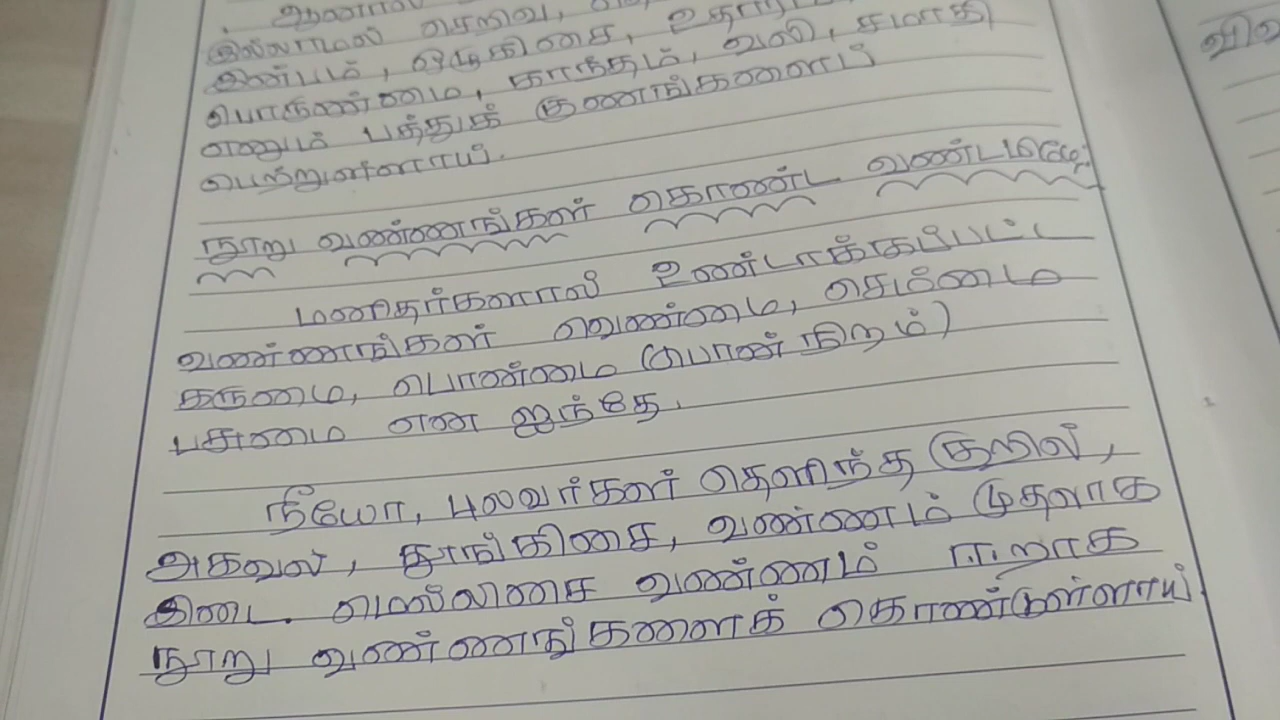 ஆனால்
இல்லாமல் செறிவு,
இன்பம், ஒழுகிசை, உதாரம்
பொருண்மை, காந்தம், வலி, சமாதி
எனும் பத்துக் குணங்களைப்
பெற்றுள்ளாய்.
நூறு வண்ணங்கள் கொண்ட வண்டமிழே
மனிதர்களால் உண்டாக்கப்பட்ட
வண்ணங்கள் வெண்மை, செம்மை
கருமை, பொன்மை (பொன் நிறம்)
பசுமை என ஐந்தே.
நீயோ, புலவர்கள் தெளிந்த குறில்,
அகவல், தூங்கிசை, வண்ணம் முதலாக
இடை மெல்லிசை வண்ணம் ஈறாக
நூறு வண்ணங்களைக் கொண்டுள்ளாய்.